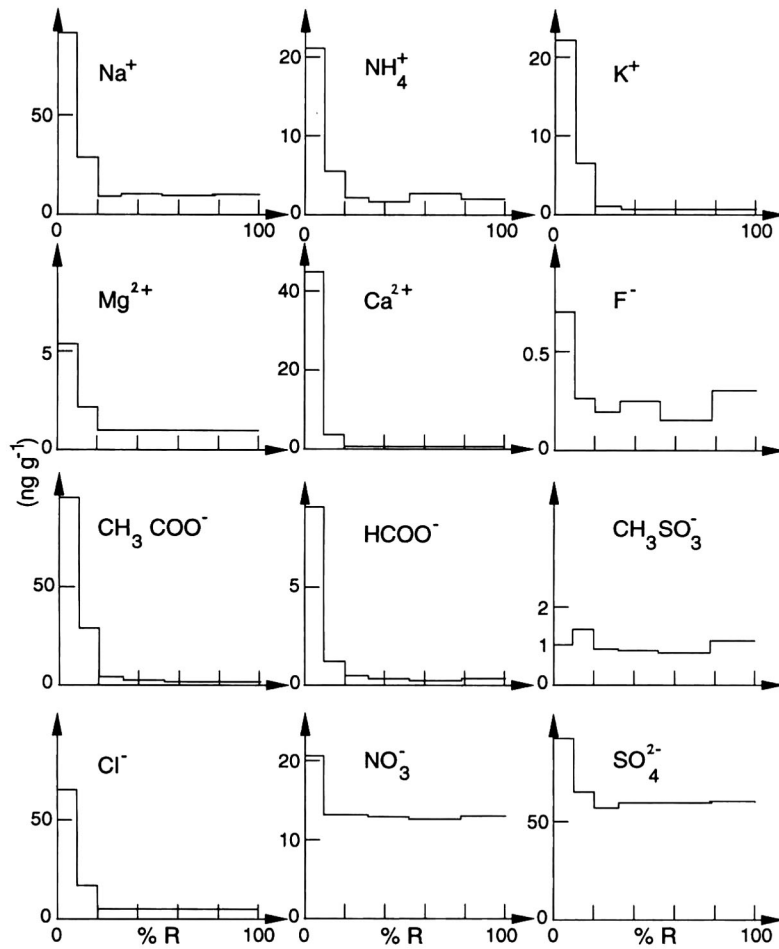 Na⁺ NH₄⁺ K⁺
50 20 20
10 10
0 0 0
0 100 0 100 0 100
Mg²⁺ Ca²⁺ F⁻
40
5 20 0.5
0 0 0
(ng g⁻¹)
CH₃ COO⁻ HCOO⁻ CH₃SO₃⁻
50 5 2
1
0 0 0
Cl⁻ NO₃⁻ SO₄²⁻
50 20 50
10
0 0 0
0 % R 100 0 % R 100 0 % R 100